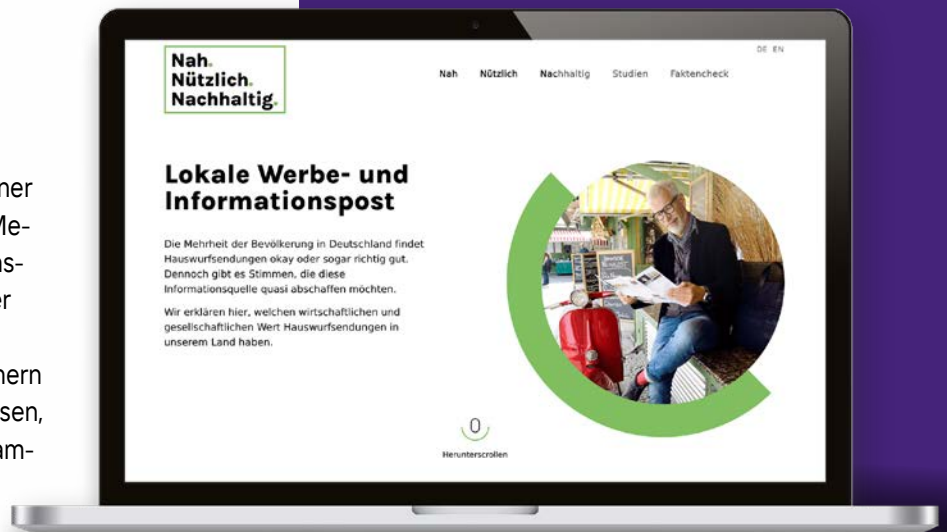 ner
Me-
ns-
er
nern
sen,
am-
Nah.
Nützlich.
Nachhaltig.
DE EN
Nah Nützlich Nachhaltig Studien Faktencheck
Lokale Werbe- und
Informationspost
Die Mehrheit der Bevölkerung in Deutschland findet
Hauswurfsendungen okay oder sogar richtig gut.
Dennoch gibt es Stimmen, die diese
Informationsquelle quasi abschaffen möchten.
Wir erklären hier, welchen wirtschaftlichen und
gesellschaftlichen Wert Hauswurfsendungen in
unserem Land haben.
Herunterscrollen